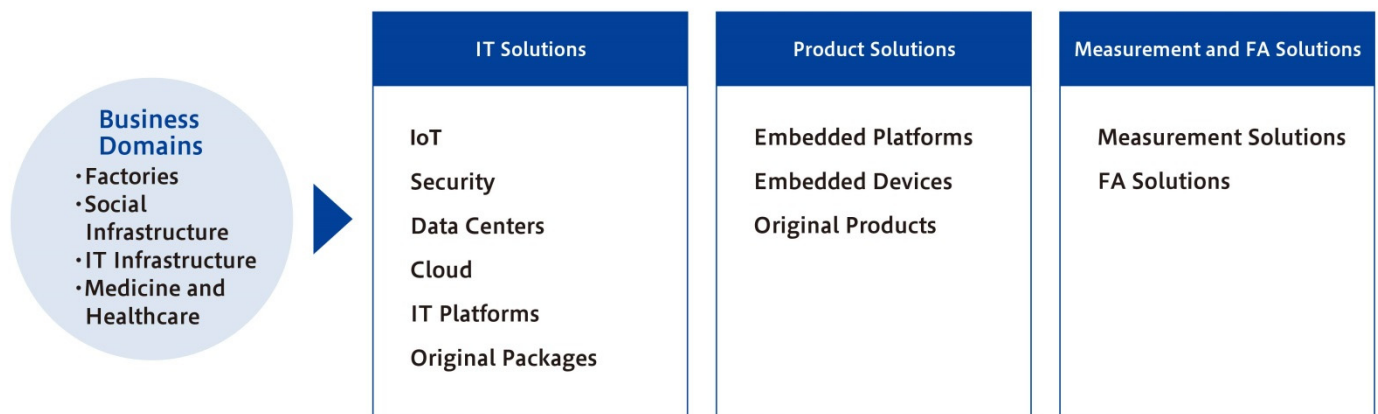 Business
Domains
・Factories
・Social
Infrastructure
・IT Infrastructure
・Medicine and
Healthcare
IT Solutions
IoT
Security
Data Centers
Cloud
IT Platforms
Original Packages
Product Solutions
Embedded Platforms
Embedded Devices
Original Products
Measurement and FA Solutions
Measurement Solutions
FA Solutions